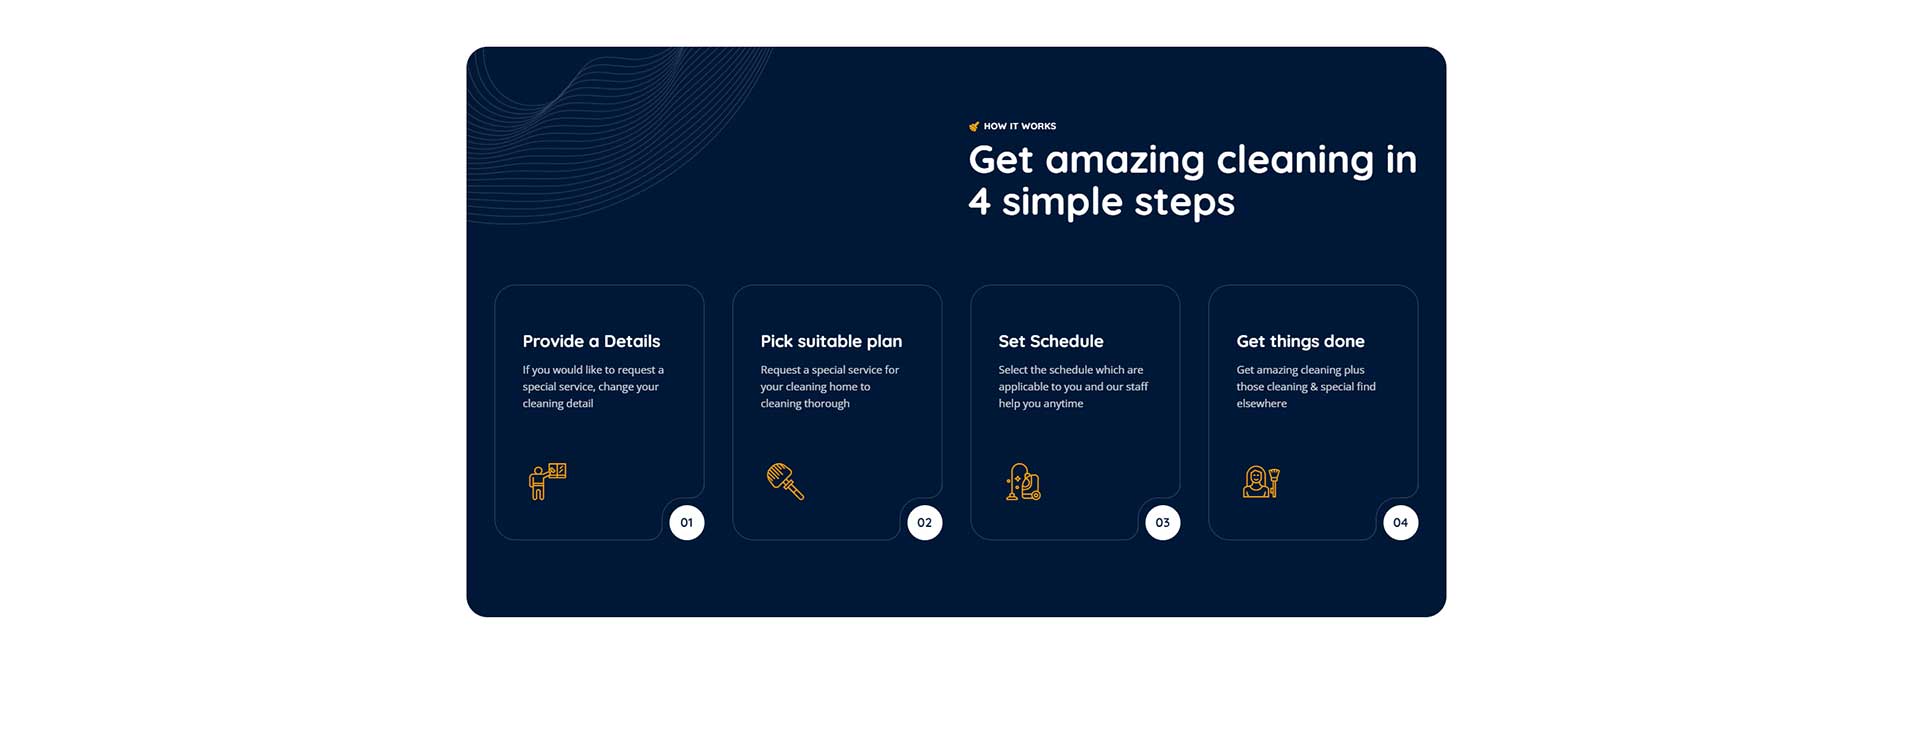 HOW IT WORKS
Get amazing cleaning in
4 simple steps
Provide a Details
If you would like to request a
special service, change your
cleaning detail
01
Pick suitable plan
Request a special service for
your cleaning home to
cleaning thorough
02
Set Schedule
Select the schedule which are
applicable to you and our staff
help you anytime
03
Get things done
Get amazing cleaning plus
those cleaning & special find
elsewhere
04